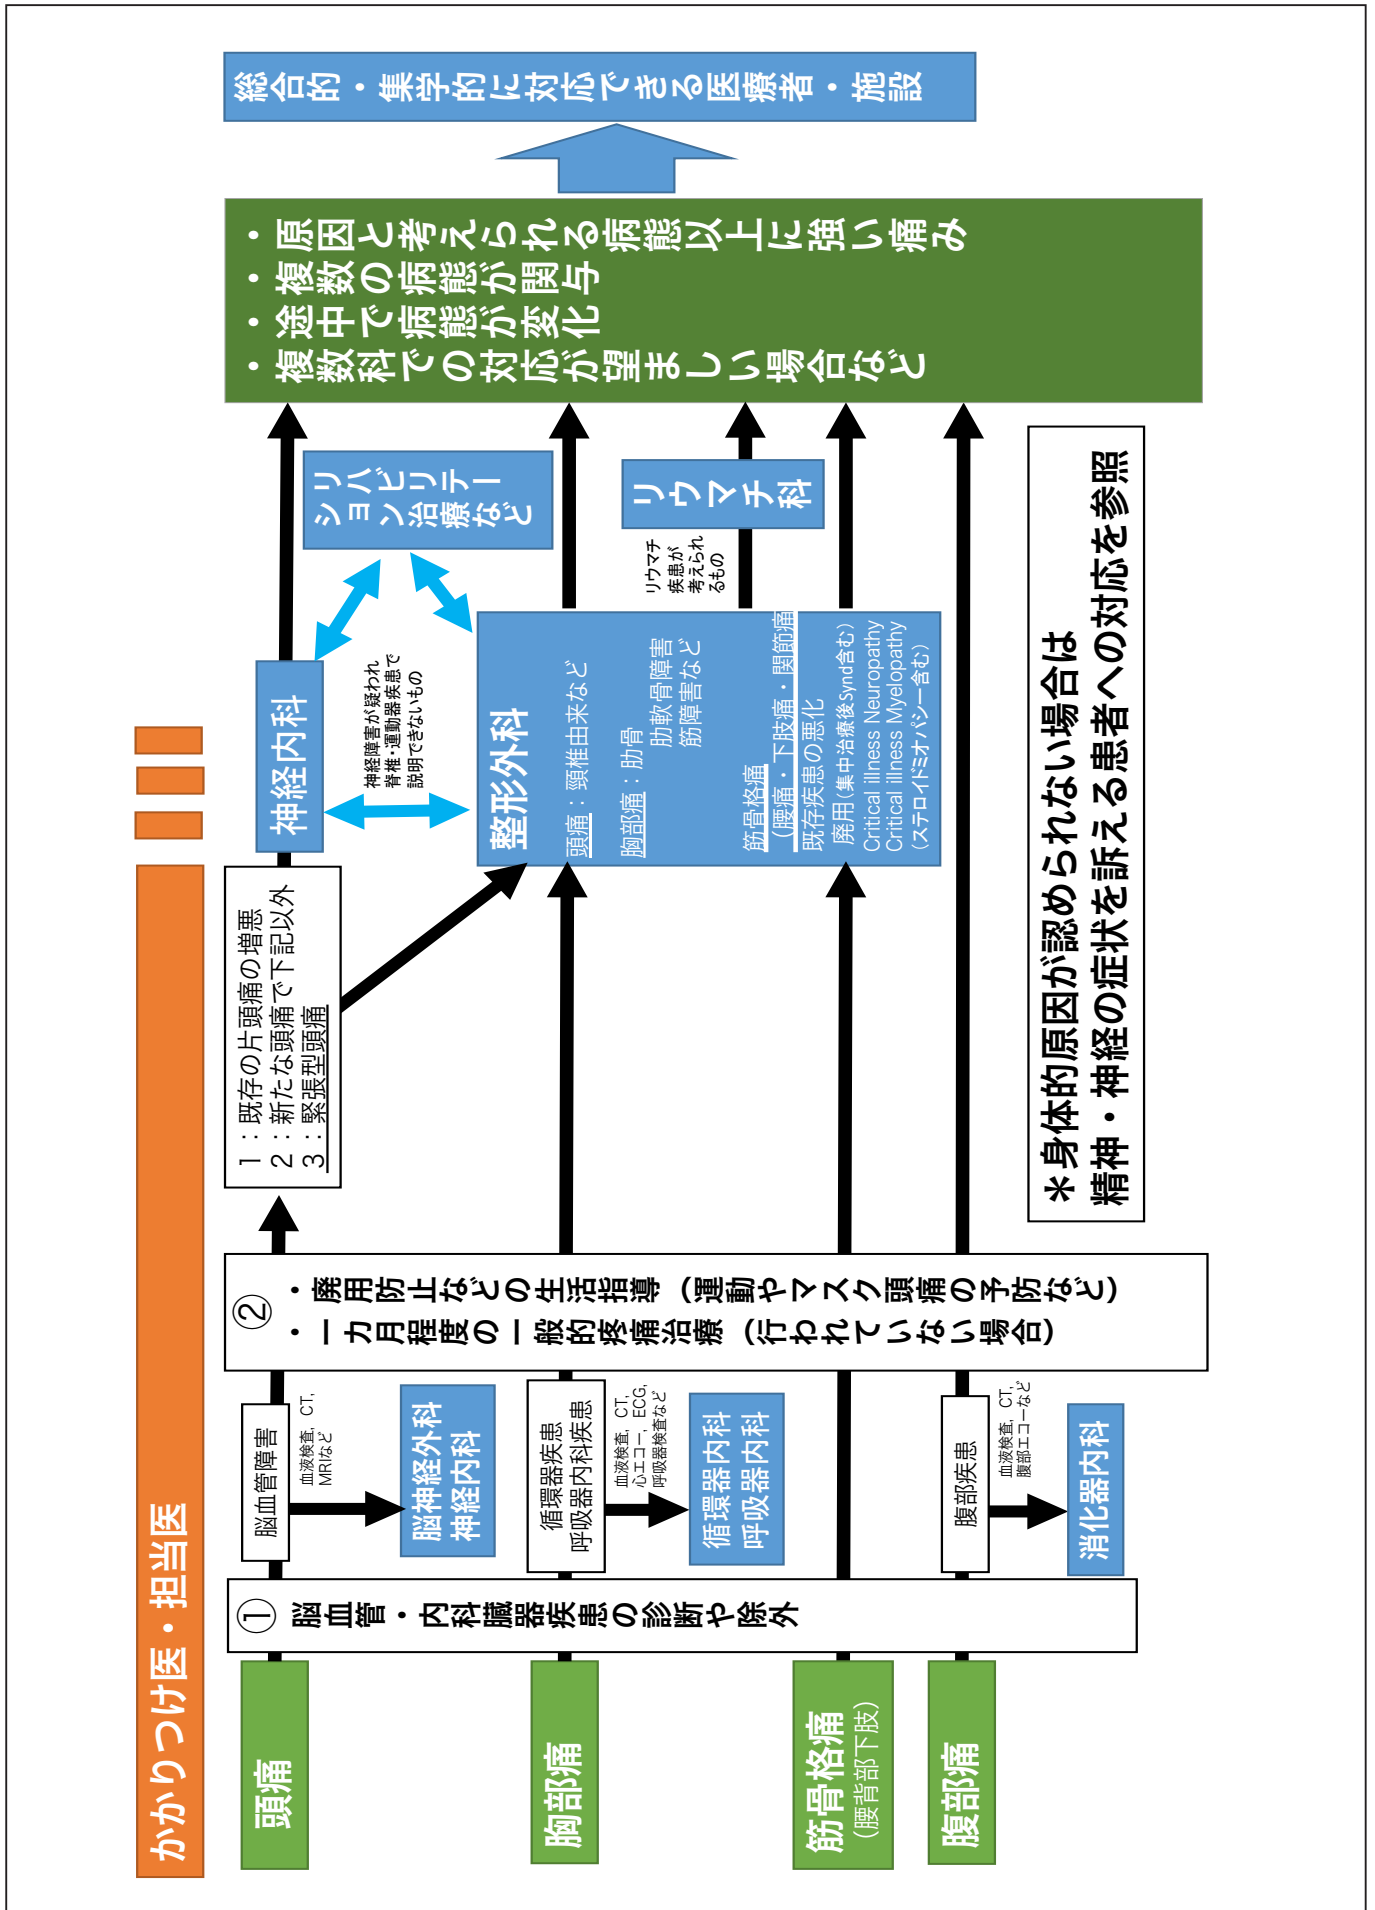 かかりつけ医・担当医
頭痛
胸部痛
筋骨格痛
（腰背部下肢）
腹部痛
① 脳血管・内科臓器疾患の診断や除外
脳血管障害
血液検査，CT，
MRIなど
脳神経外科
神経内科
循環器疾患
呼吸器内科疾患
血液検査，CT，
心エコー，ECG，
呼吸器検査など
循環器内科
呼吸器内科
腹部疾患
血液検査，CT，
腹部エコーなど
消化器内科
②
・廃用防止などの生活指導（運動やマスク頭痛の予防など）
・一カ月程度の一般的疼痛治療（行われていない場合）
1：既存の片頭痛の増悪
2：新たな頭痛で下記以外
3：緊張型頭痛
神経内科
神経障害が疑われ
脊椎・運動器疾患で
説明できないもの
リハビリテー
ション治療など
整形外科
頭痛：頸椎由来など
胸部痛：肋骨
肋軟骨障害
筋障害など
筋骨格痛
（腰痛・下肢痛・関節痛
既存疾患の悪化
廃用（集中治療後Synd含む）
Critical illness Neuropathy
Critical illness Myelopathy
（ステロイドミオパシー含む）
リウマチ
疾患が
考えられ
るもの
リウマチ科
・原因と考えられる病態以上に強い痛み
・複数の病態が関与
・途中で病態が変化
・複数科での対応が望ましい場合など
総合的・集学的に対応できる医療者・施設
＊身体的原因が認められない場合は
精神・神経の症状を訴える患者への対応を参照